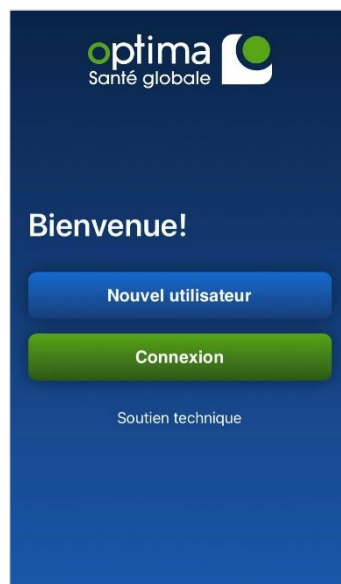 optima
Santé globale
Bienvenue!
Nouvel utilisateur
Connexion
Soutien technique